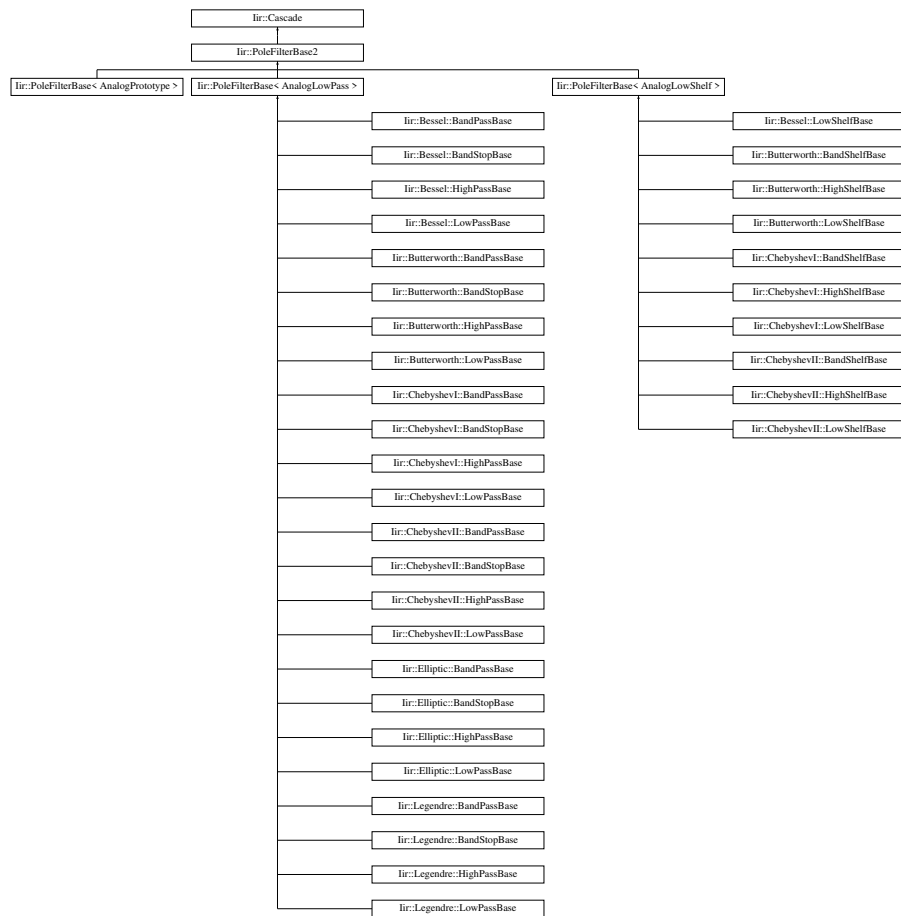 Iir::Cascade
Iir::PoleFilterBase2
Iir::PoleFilterBase< AnalogPrototype >
Iir::PoleFilterBase< AnalogLowPass >
Iir::PoleFilterBase< AnalogLowShelf >
Iir::Bessel::BandPassBase
Iir::Bessel::BandStopBase
Iir::Bessel::HighPassBase
Iir::Bessel::LowPassBase
Iir::Butterworth::BandPassBase
Iir::Butterworth::BandStopBase
Iir::Butterworth::HighPassBase
Iir::Butterworth::LowPassBase
Iir::ChebyshevI::BandPassBase
Iir::ChebyshevI::BandStopBase
Iir::ChebyshevI::HighPassBase
Iir::ChebyshevI::LowPassBase
Iir::ChebyshevII::BandPassBase
Iir::ChebyshevII::BandStopBase
Iir::ChebyshevII::HighPassBase
Iir::ChebyshevII::LowPassBase
Iir::Elliptic::BandPassBase
Iir::Elliptic::BandStopBase
Iir::Elliptic::HighPassBase
Iir::Elliptic::LowPassBase
Iir::Legendre::BandPassBase
Iir::Legendre::BandStopBase
Iir::Legendre::HighPassBase
Iir::Legendre::LowPassBase
Iir::Bessel::LowShelfBase
Iir::Butterworth::BandShelfBase
Iir::Butterworth::HighShelfBase
Iir::Butterworth::LowShelfBase
Iir::ChebyshevI::BandShelfBase
Iir::ChebyshevI::HighShelfBase
Iir::ChebyshevI::LowShelfBase
Iir::ChebyshevII::BandShelfBase
Iir::ChebyshevII::HighShelfBase
Iir::ChebyshevII::LowShelfBase